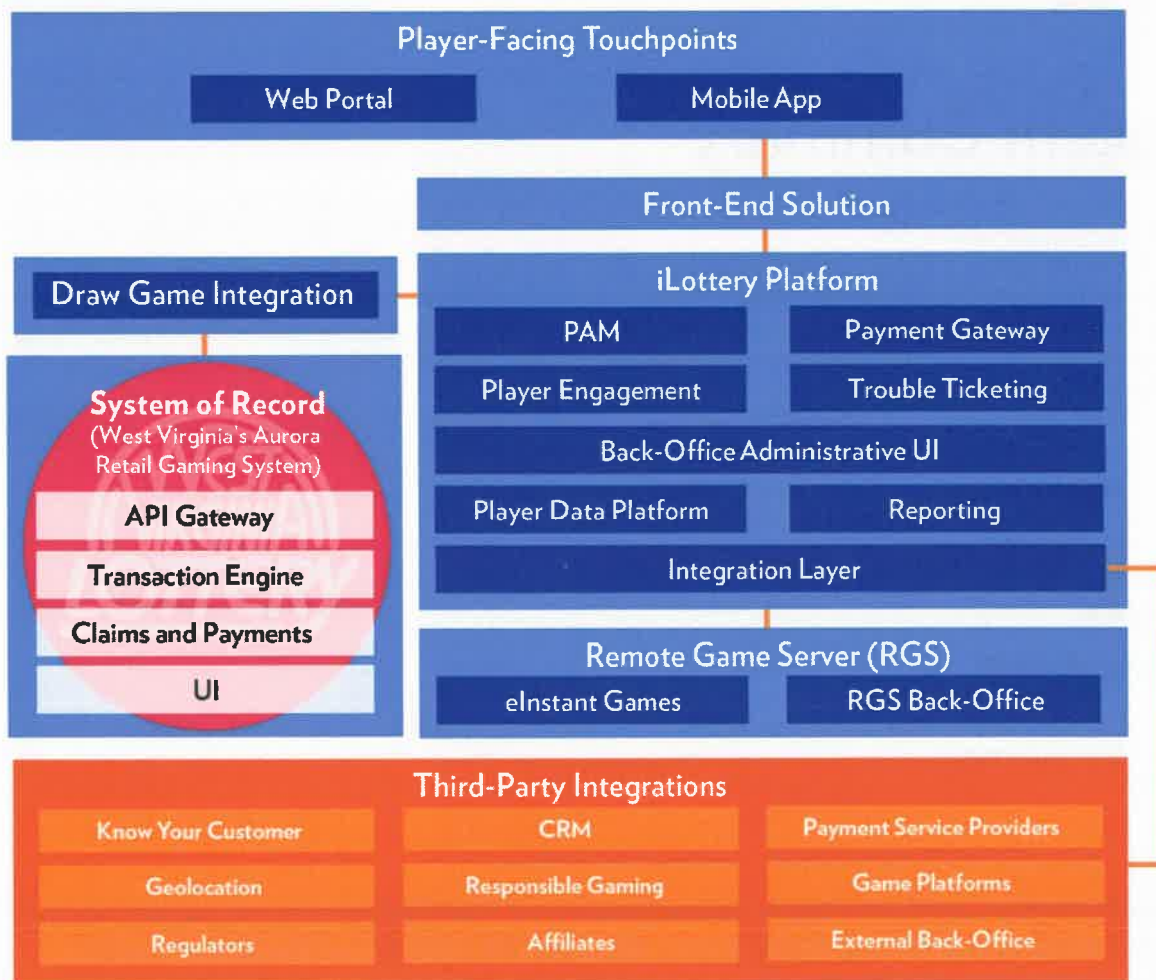 Player-Facing Touchpoints
Web Portal
Mobile App
Front-End Solution
Draw Game Integration
System of Record
(West Virginia's Aurora
Retail Gaming System)
API Gateway
Transaction Engine
Claims and Payments
UI
iLottery Platform
PAM
Payment Gateway
Player Engagement
Trouble Ticketing
Back-Office Administrative UI
Player Data Platform
Reporting
Integration Layer
Remote Game Server (RGS)
eInstant Games
RGS Back-Office
Third-Party Integrations
Know Your Customer
CRM
Payment Service Providers
Geolocation
Responsible Gaming
Game Platforms
Regulators
Affiliates
External Back-Office